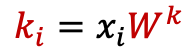 kᵢ = xᵢWᵏ